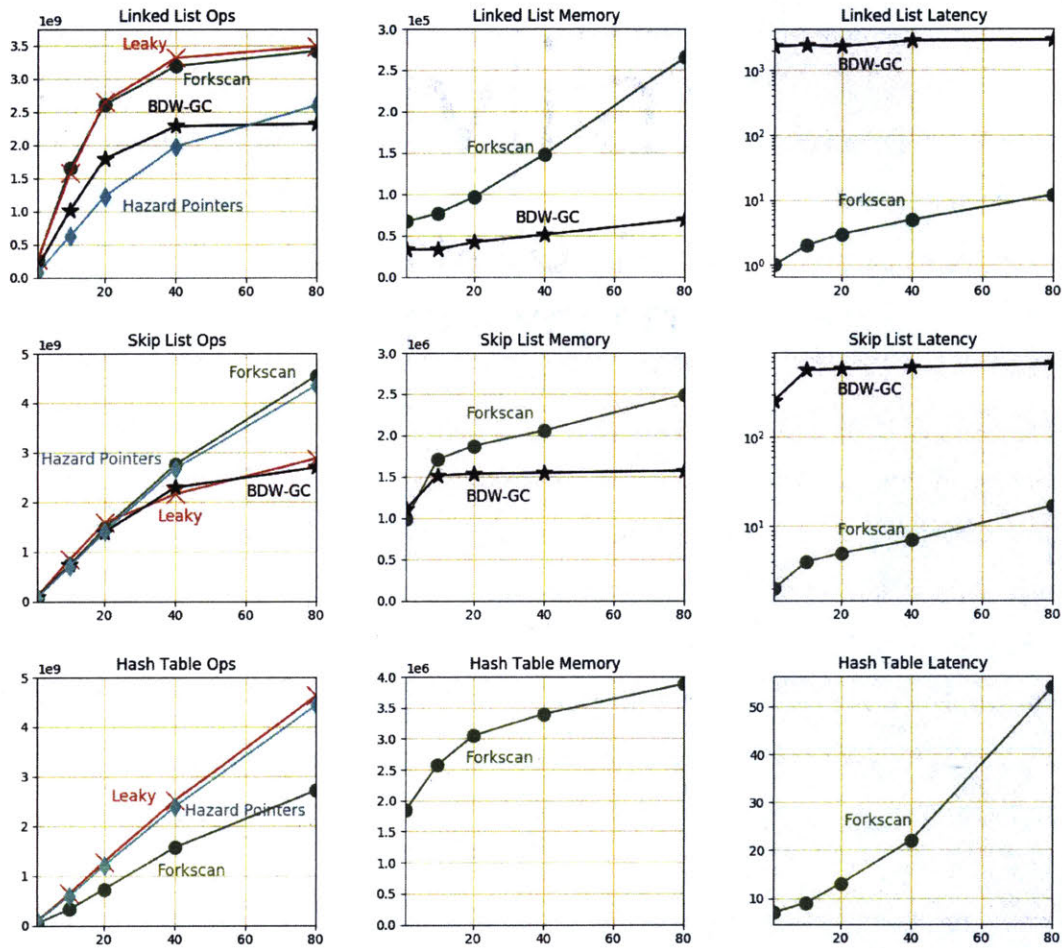 Linked List Ops
1e9
3.5
3.0
2.5
2.0
1.5
1.0
0.5
0.0
20
40
60
80
Leaky
Forkscan
BDW-GC
Hazard Pointers
Linked List Memory
1e5
3.0
2.5
2.0
1.5
1.0
0.5
0.0
20
40
60
80
Forkscan
BDW-GC
Linked List Latency
10³
10²
10¹
10⁰
20
40
60
80
BDW-GC
Forkscan
Skip List Ops
1e9
5
4
3
2
1
0
20
40
60
80
Forkscan
Hazard Pointers
BDW-GC
Leaky
Skip List Memory
1e6
3.0
2.5
2.0
1.5
1.0
0.5
0.0
20
40
60
80
Forkscan
BDW-GC
Skip List Latency
10²
10¹
20
40
60
80
BDW-GC
Forkscan
Hash Table Ops
1e9
5
4
3
2
1
0
20
40
60
80
Leaky
Hazard Pointers
Forkscan
Hash Table Memory
1e6
4.0
3.5
3.0
2.5
2.0
1.5
1.0
0.5
0.0
20
40
60
80
Forkscan
Hash Table Latency
50
40
30
20
10
20
40
60
80
Forkscan